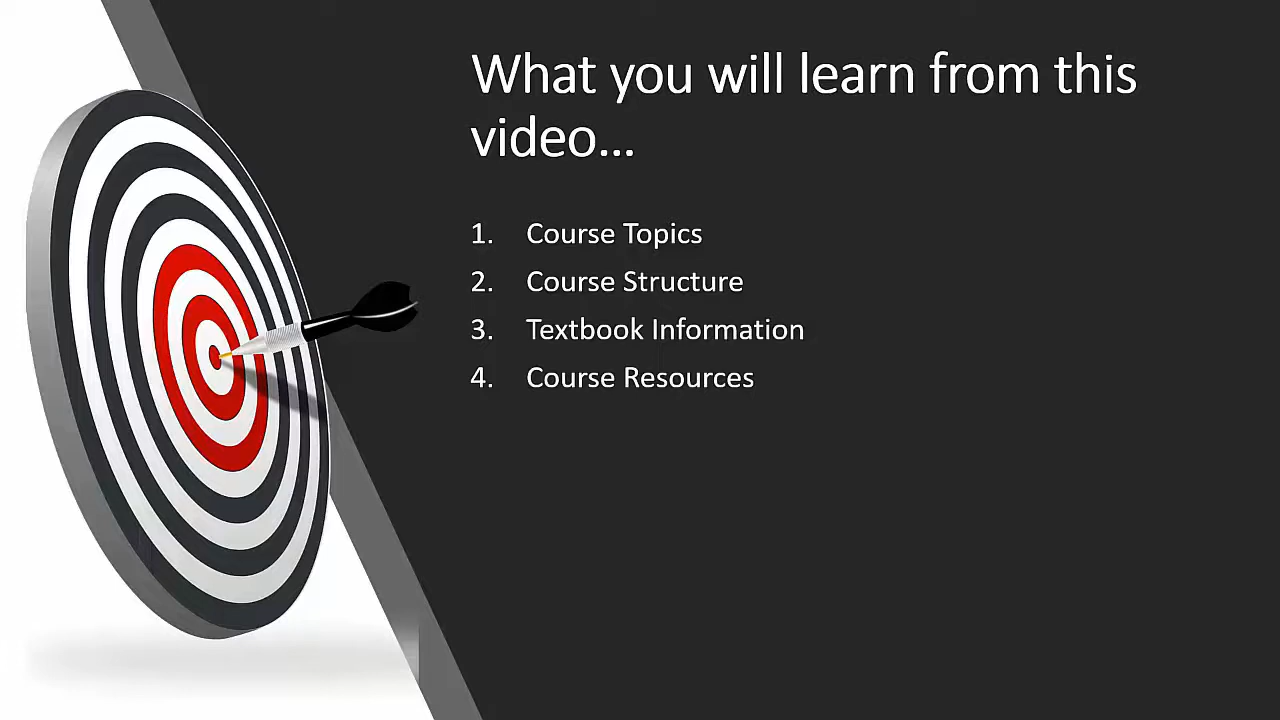 What you will learn from this
video...
1. Course Topics
2. Course Structure
3. Textbook Information
4. Course Resources